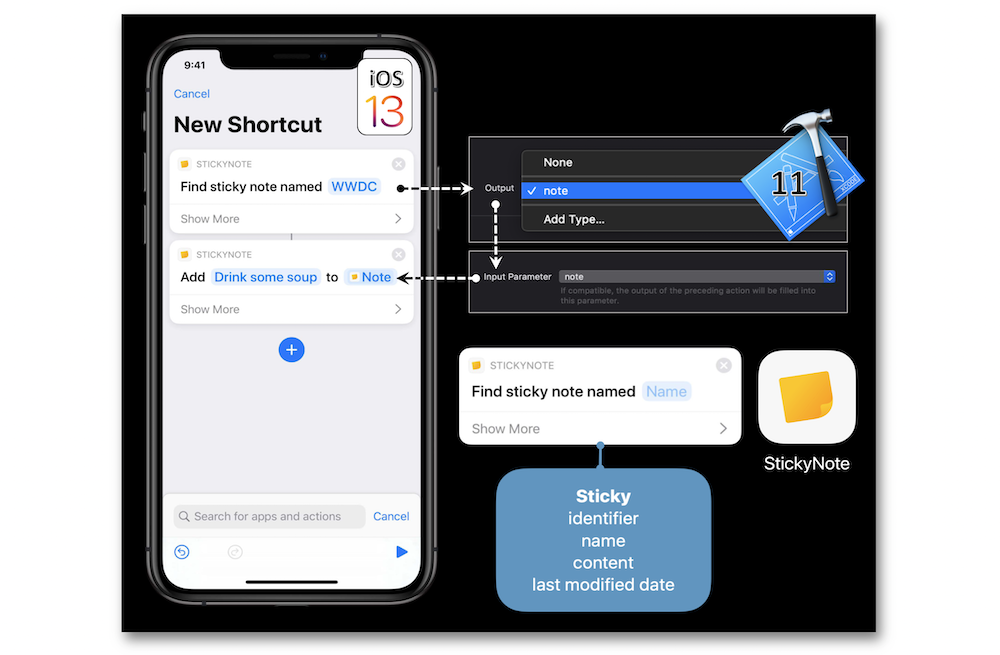 9:41
iOS
13
Cancel
New Shortcut
STICKYNOTE
Find sticky note named WWDC
Show More
STICKYNOTE
Add Drink some soup to Note
Show More
Search for apps and actions Cancel
None
Output
note
Add Type...
11
XCODE
Input Parameter note
If compatible, the output of the preceding action will be filled into
this parameter.
STICKYNOTE
Find sticky note named Name
Show More
StickyNote
Sticky
identifier
name
content
last modified date